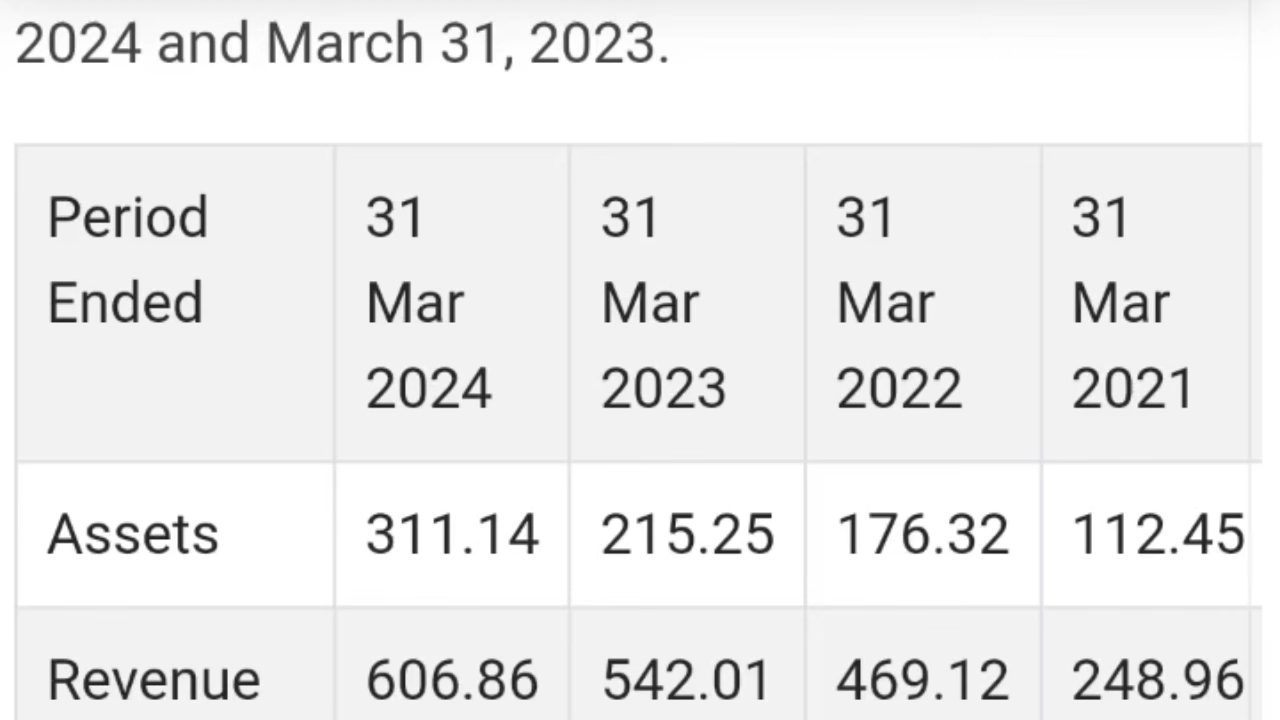 2024 and March 31, 2023.
Period Ended 31 Mar 2024 31 Mar 2023 31 Mar 2022 31 Mar 2021
Assets 311.14 215.25 176.32 112.45
Revenue 606.86 542.01 469.12 248.96